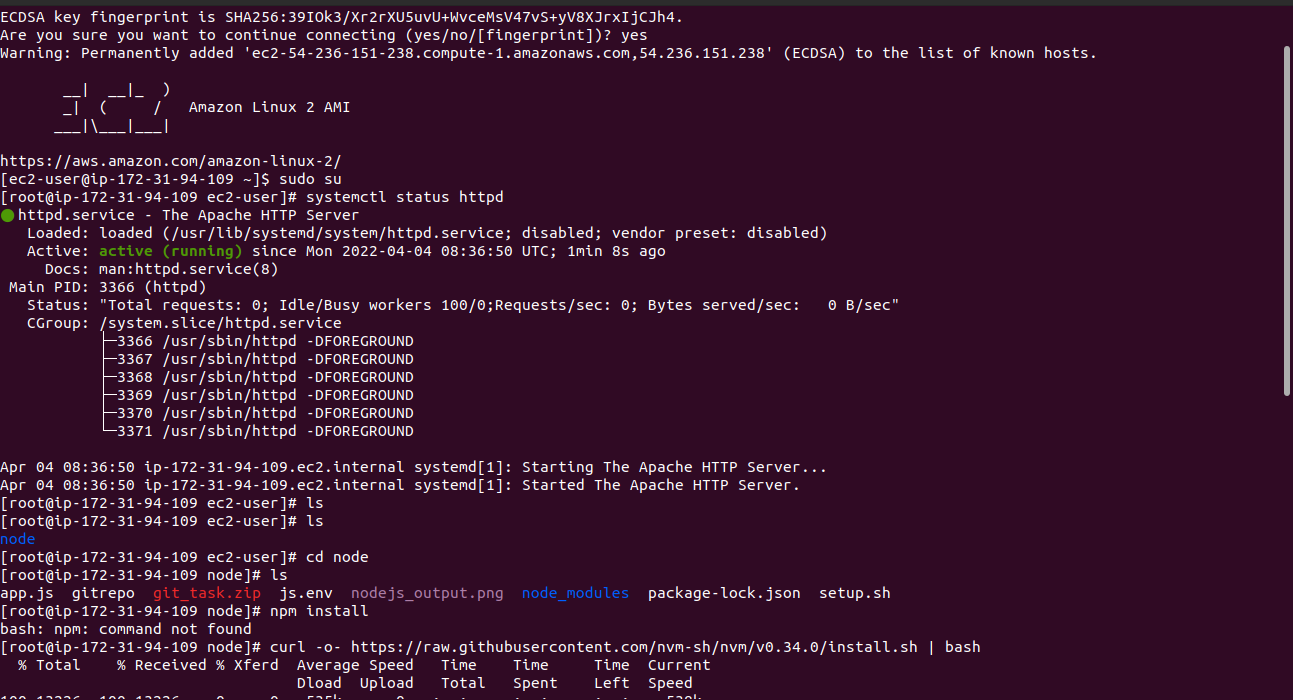 ECDSA key fingerprint is SHA256:39IOk3/Xr2rXU5uvU+WvceMsV47vS+yV8XJrxIjCJh4.
Are you sure you want to continue connecting (yes/no/[fingerprint])? yes
Warning: Permanently added 'ec2-54-236-151-238.compute-1.amazonaws.com,54.236.151.238' (ECDSA) to the list of known hosts.
       __|  __|_  )
       _|  (     /   Amazon Linux 2 AMI
      ___|\___|___|
https://aws.amazon.com/amazon-linux-2/
[ec2-user@ip-172-31-94-109 ~]$ sudo su
[root@ip-172-31-94-109 ec2-user]# systemctl status httpd
● httpd.service - The Apache HTTP Server
   Loaded: loaded (/usr/lib/systemd/system/httpd.service; disabled; vendor preset: disabled)
   Active: active (running) since Mon 2022-04-04 08:36:50 UTC; 1min 8s ago
     Docs: man:httpd.service(8)
 Main PID: 3366 (httpd)
   Status: "Total requests: 0; Idle/Busy workers 100/0;Requests/sec: 0; Bytes served/sec:   0 B/sec"
   CGroup: /system.slice/httpd.service
           ├─3366 /usr/sbin/httpd -DFOREGROUND
           ├─3367 /usr/sbin/httpd -DFOREGROUND
           ├─3368 /usr/sbin/httpd -DFOREGROUND
           ├─3369 /usr/sbin/httpd -DFOREGROUND
           ├─3370 /usr/sbin/httpd -DFOREGROUND
           └─3371 /usr/sbin/httpd -DFOREGROUND
Apr 04 08:36:50 ip-172-31-94-109.ec2.internal systemd[1]: Starting The Apache HTTP Server...
Apr 04 08:36:50 ip-172-31-94-109.ec2.internal systemd[1]: Started The Apache HTTP Server.
[root@ip-172-31-94-109 ec2-user]# ls
[root@ip-172-31-94-109 ec2-user]# ls
node
[root@ip-172-31-94-109 ec2-user]# cd node
[root@ip-172-31-94-109 node]# ls
app.js  gitrepo  git_task.zip  js.env  nodejs_output.png  node_modules  package-lock.json  setup.sh
[root@ip-172-31-94-109 node]# npm install
bash: npm: command not found
[root@ip-172-31-94-109 node]# curl -o- https://raw.githubusercontent.com/nvm-sh/nvm/v0.34.0/install.sh | bash
  % Total    % Received % Xferd  Average Speed   Time    Time     Time  Current
                                 Dload  Upload   Total   Spent    Left  Speed